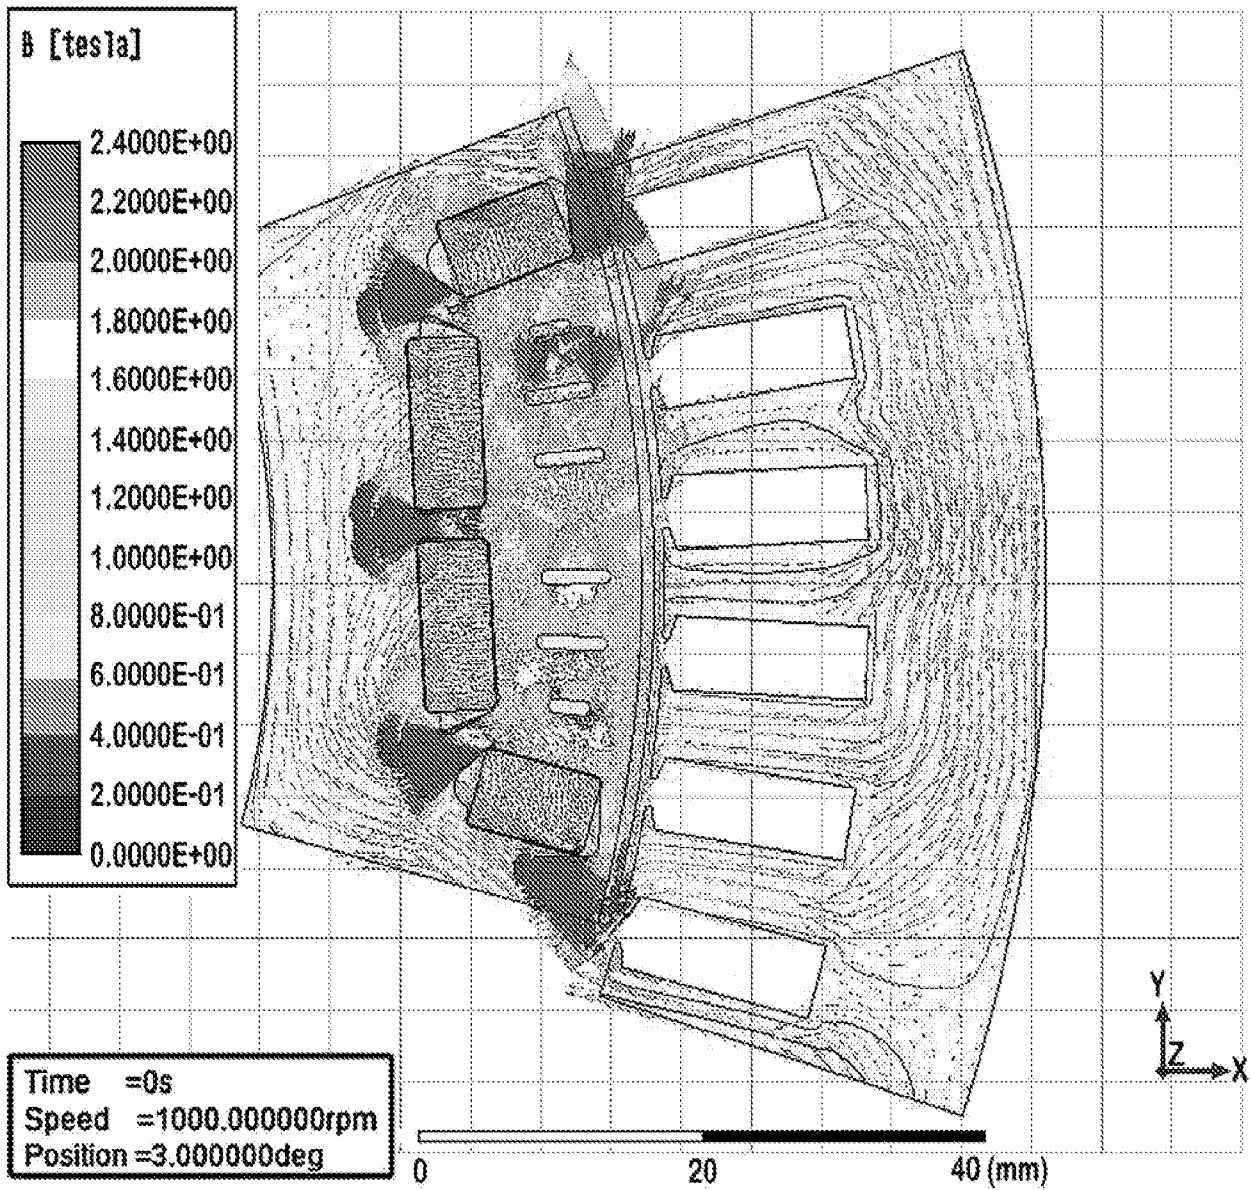 B [tesla]
2.4000E+00
2.2000E+00
2.0000E+00
1.8000E+00
1.6000E+00
1.4000E+00
1.2000E+00
1.0000E+00
8.0000E-01
6.0000E-01
4.0000E-01
2.0000E-01
0.0000E+00
Time =0s
Speed =1000.000000rpm
Position =3.000000deg
0 20 40 (mm)
Y
Z
X